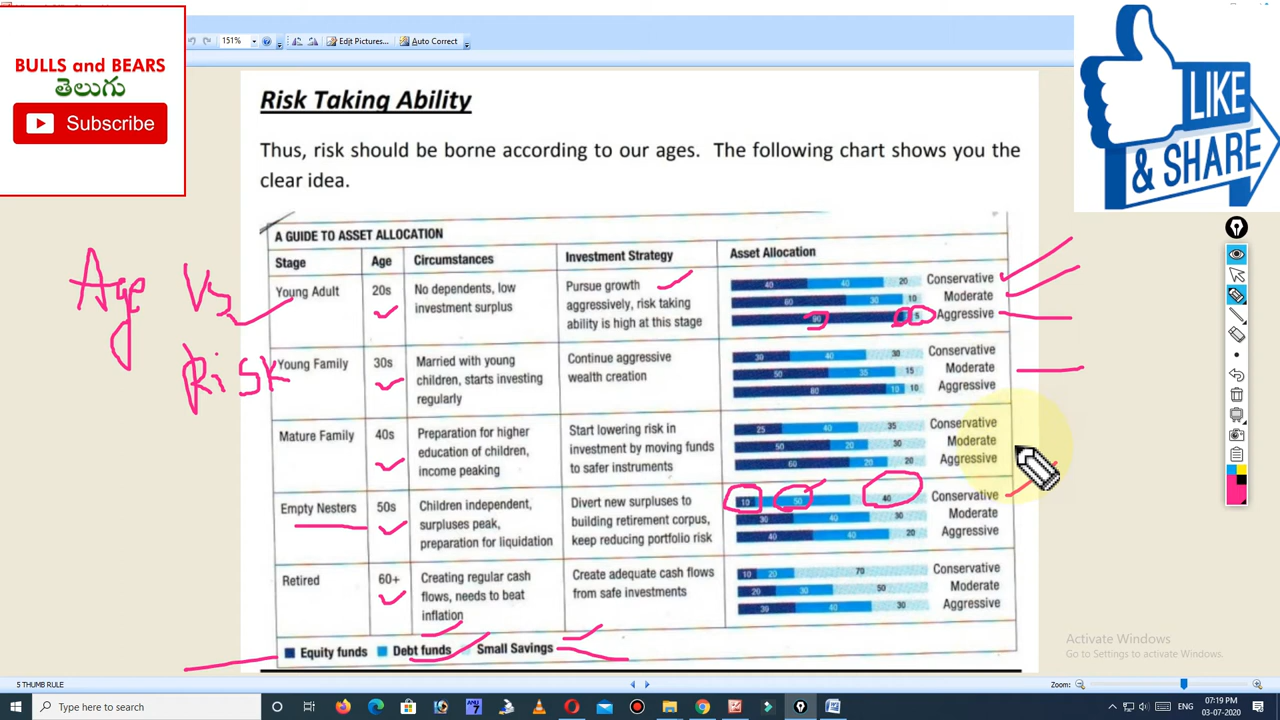 151%
Edit Pictures...
Auto Correct
BULLS and BEARS
తెలుగు
Subscribe
LIKE
& SHARE
Risk Taking Ability
Thus, risk should be borne according to our ages. The following chart shows you the
clear idea.
Age Vs
Risk
A GUIDE TO ASSET ALLOCATION
Stage Age Circumstances Investment Strategy Asset Allocation
Young Adult 20s No dependents, low investment surplus
Pursue growth aggressively, risk taking ability is high at this stage
40 40 20 Conservative
60 30 10 Moderate
90 5 Aggressive
Young Family 30s Married with young children, starts investing regularly
Continue aggressive wealth creation
30 40 30 Conservative
50 35 15 Moderate
80 10 10 Aggressive
Mature Family 40s Preparation for higher education of children, income peaking
Start lowering risk in investment by moving funds to safer instruments
25 40 35 Conservative
50 20 30 Moderate
60 20 20 Aggressive
Empty Nesters 50s Children independent, surpluses peak, preparation for liquidation
Divert new surpluses to building retirement corpus, keep reducing portfolio risk
10 50 40 Conservative
30 40 30 Moderate
40 40 20 Aggressive
Retired 60+ Creating regular cash flows, needs to beat inflation
Create adequate cash flows from safe investments
10 20 70 Conservative
20 30 50 Moderate
30 40 30 Aggressive
Equity funds Debt funds Small Savings
Activate Windows
Go to Settings to activate Windows.
5 THUMB RULE
Zoom:
Type here to search
ENG
07:19 PM
03-07-2020